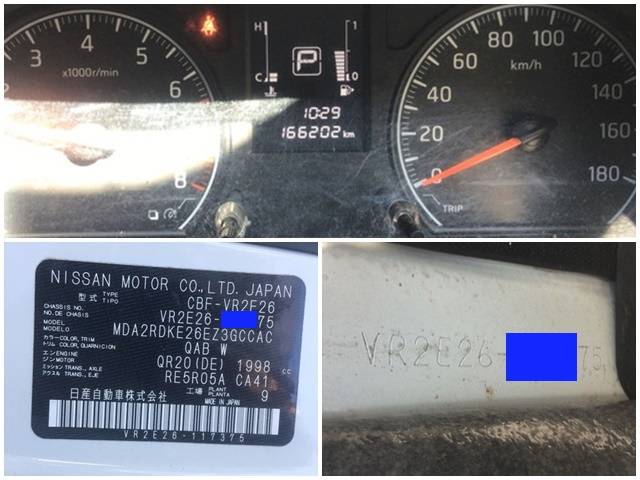 3 4 5 6 8
x1000r/min
H C
P
1 0
10:29
166202 km
0 20 40 60 80 100 120 140 160 180
km/h
TRIP
NISSAN MOTOR CO., LTD. JAPAN
型式 TYPE TIPO CBF-VR2E26
CHASSIS NO. NO. DE CHASSIS VR2E26- 75
MODEL MODELO MDA2RDKE26EZ3GCCAC
カラー COLOR, TRIM トリム COLOR, GUARNICION QAB W
エンジン ENGINE MOTOR QR20(DE) 1998 cc
ミッション TRANS., AXLE アクスル TRANS., EJE RE5R05A CA41
工場 PLANT PLANTA 9
日産自動車株式会社 MADE IN JAPAN
VR2E26-117375
VR2E26- 75